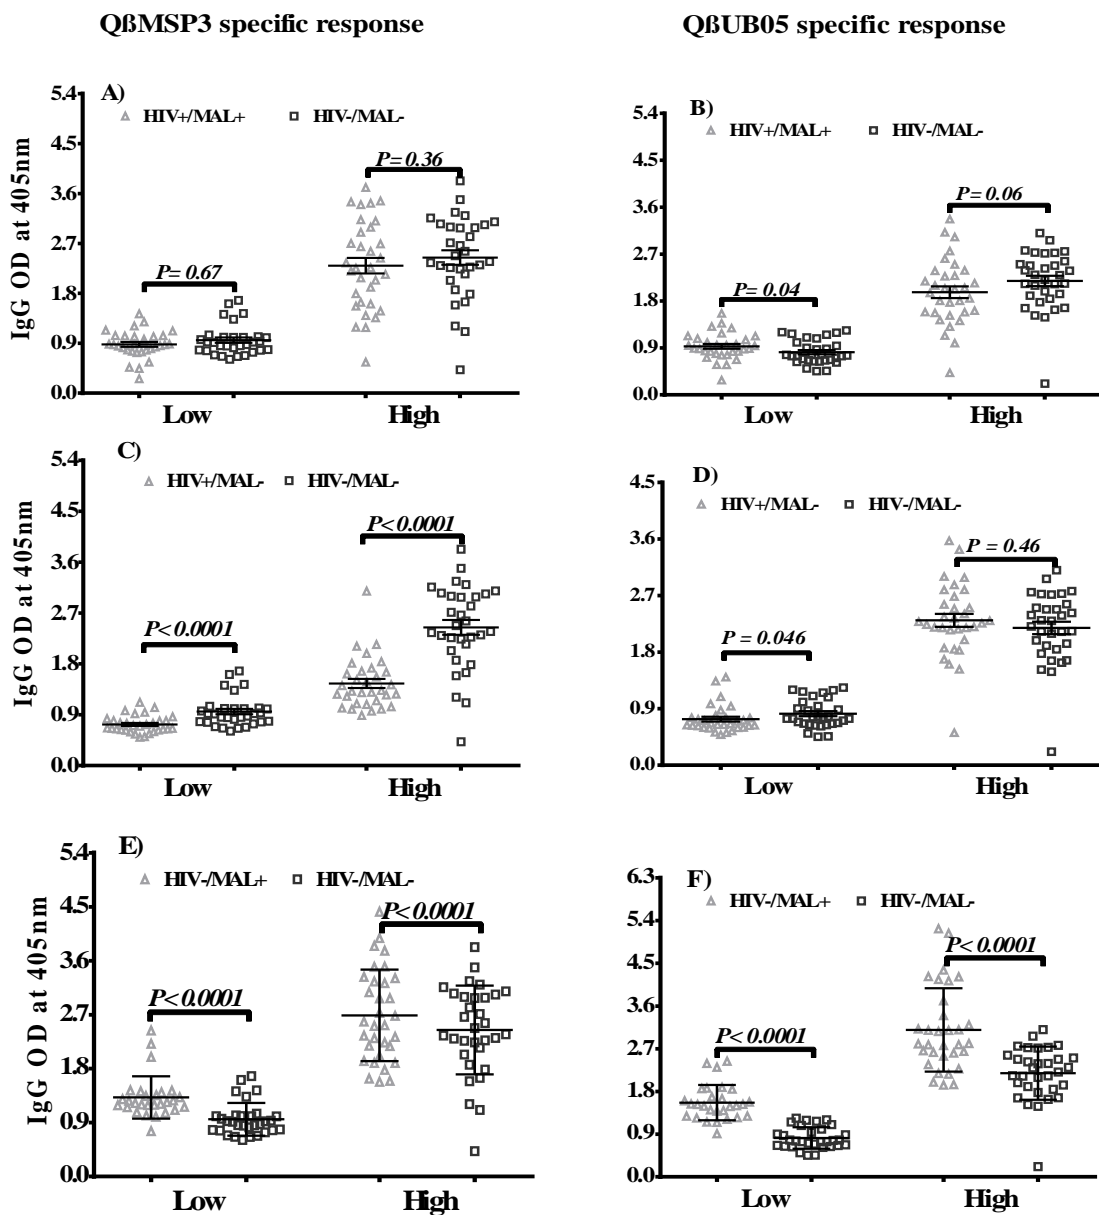 QßMSP3 specific response
QßUB05 specific response
A)
HIV+/MAL+ HIV-/MAL-
IgG OD at 405nm
5.4
4.5
3.6
2.7
1.8
0.9
0.0
P= 0.67
P= 0.36
Low High
B)
HIV+/MAL+ HIV-/MAL-
5.4
4.5
3.6
2.7
1.8
0.9
0.0
P= 0.04
P= 0.06
Low High
C)
HIV+/MAL- HIV-/MAL-
IgG OD at 405nm
5.4
4.5
3.6
2.7
1.8
0.9
0.0
P<0.0001
P<0.0001
Low High
D)
HIV+/MAL- HIV-/MAL-
4.5
3.6
2.7
1.8
0.9
0.0
P = 0.046
P = 0.46
Low High
E)
HIV-/MAL+ HIV-/MAL-
IgG OD at 405nm
5.4
4.5
3.6
2.7
1.8
0.9
0.0
P<0.0001
P<0.0001
Low High
F)
HIV-/MAL+ HIV-/MAL-
6.3
5.4
4.5
3.6
2.7
1.8
0.9
0.0
P<0.0001
P<0.0001
Low High